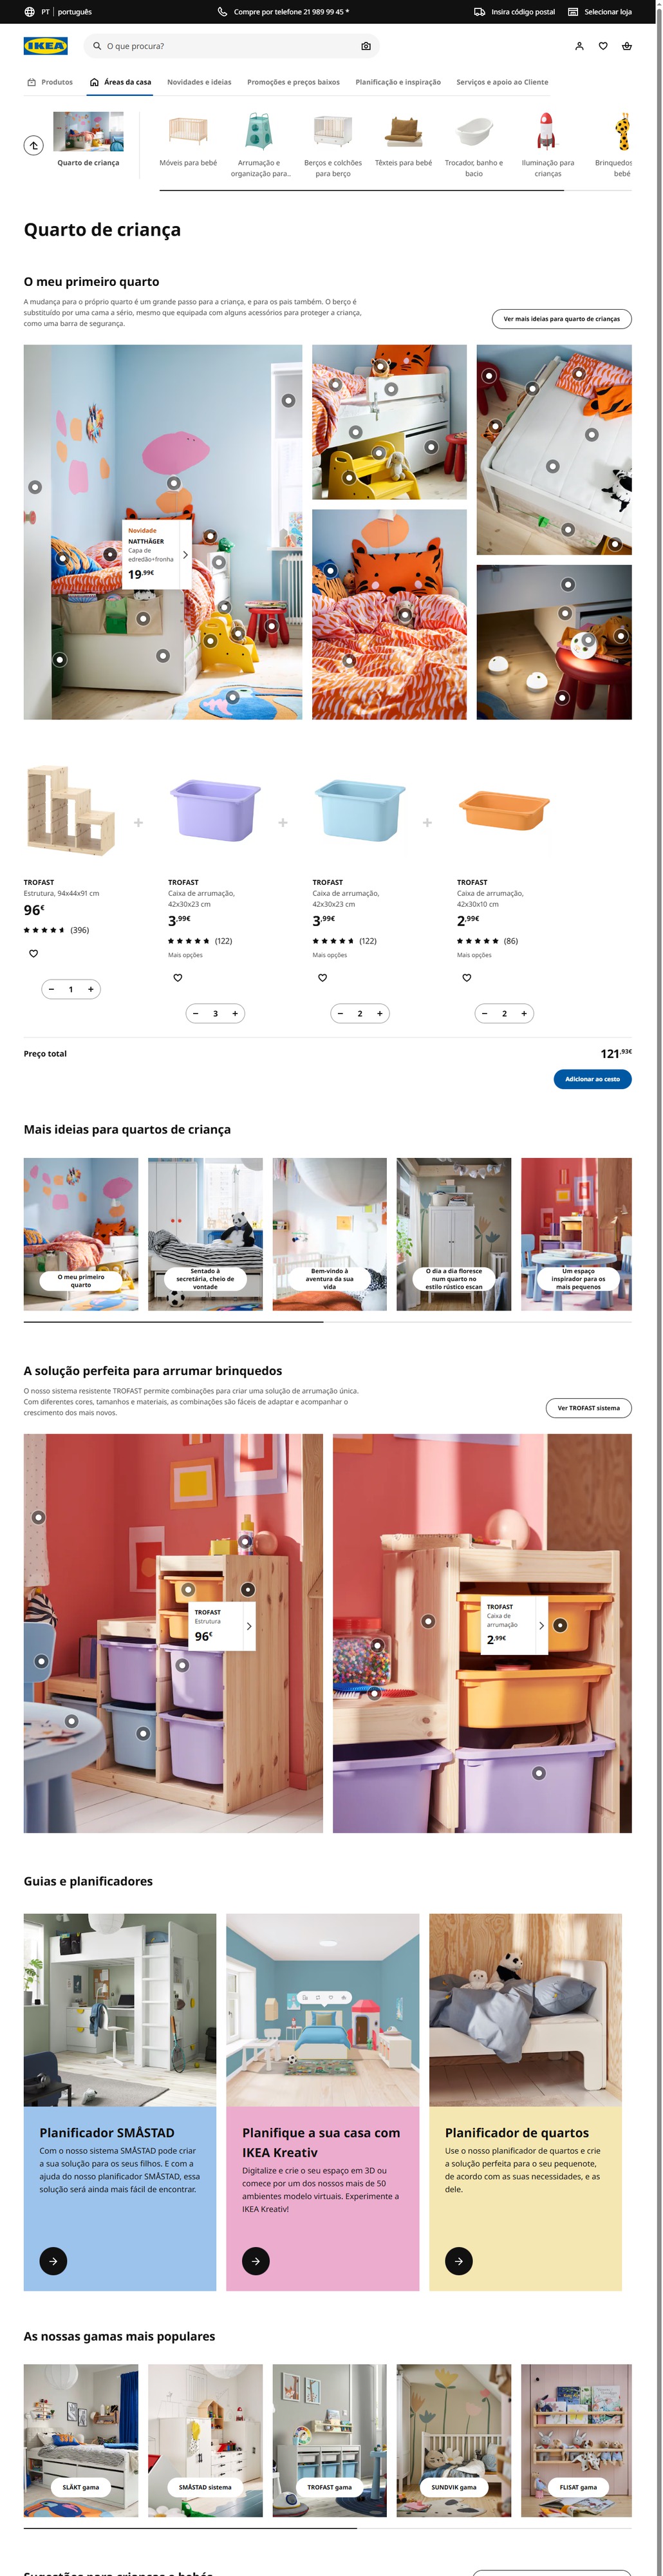 PT | português
Compre por telefone 21 989 99 45 *
Insira código postal
Selecionar loja
IKEA
O que procura?
Produtos
Áreas da casa
Novidades e ideias
Promoções e preços baixos
Planificação e inspiração
Serviços e apoio ao Cliente
Quarto de criança
Móveis para bebé
Arrumação e
organização para..
Berços e colchões
para berço
Têxteis para bebé
Trocador, banho e
bacio
Iluminação para
crianças
Brinquedos
bebé
Quarto de criança
O meu primeiro quarto
A mudança para o próprio quarto é um grande passo para a criança, e para os pais também. O berço é
substituído por uma cama a sério, mesmo que equipada com alguns acessórios para proteger a criança,
como uma barra de segurança.
Ver mais ideias para quarto de crianças
Novidade
NATTHÄGER
Capa de
edredão+fronha
19,99€
TROFAST
Estrutura, 94x44x91 cm
96€
(396)
1
TROFAST
Caixa de arrumação,
42x30x23 cm
3,99€
(122)
Mais opções
3
TROFAST
Caixa de arrumação,
42x30x23 cm
3,99€
(122)
Mais opções
2
TROFAST
Caixa de arrumação,
42x30x10 cm
2,99€
(86)
Mais opções
2
Preço total
121,93€
Adicionar ao cesto
Mais ideias para quartos de criança
O meu primeiro
quarto
Sentado à
secretária, cheio de
vontade
Bem-vindo à
aventura da sua
vida
O dia a dia floresce
num quarto no
estilo rústico escan
Um espaço
inspirador para os
mais pequenos
A solução perfeita para arrumar brinquedos
O nosso sistema resistente TROFAST permite combinações para criar uma solução de arrumação única.
Com diferentes cores, tamanhos e materiais, as combinações são fáceis de adaptar e acompanhar o
crescimento dos mais novos.
Ver TROFAST sistema
TROFAST
Estrutura
96€
TROFAST
Caixa de
arrumação
2,99€
Guias e planificadores
Planificador SMÅSTAD
Com o nosso sistema SMÅSTAD pode criar
a sua solução para os seus filhos. E com a
ajuda do nosso planificador SMÅSTAD, essa
solução será ainda mais fácil de encontrar.
Planifique a sua casa com
IKEA Kreativ
Digitalize e crie o seu espaço em 3D ou
comece por um dos nossos mais de 50
ambientes modelo virtuais. Experimente a
IKEA Kreativ!
Planificador de quartos
Use o nosso planificador de quartos e crie
a solução perfeita para o seu pequenote,
de acordo com as suas necessidades, e as
dele.
As nossas gamas mais populares
SLÄKT gama
SMÅSTAD sistema
TROFAST gama
SUNDVIK gama
FLISAT gama